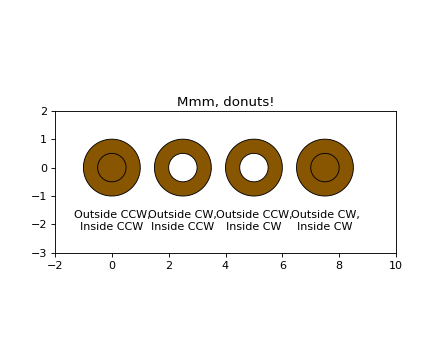 Mmm, donuts!
2
1
0
−1
−2
−3
Outside CCW, Outside CW, Outside CCW, Outside CW,
Inside CCW Inside CCW Inside CW Inside CW
−2 0 2 4 6 8 10